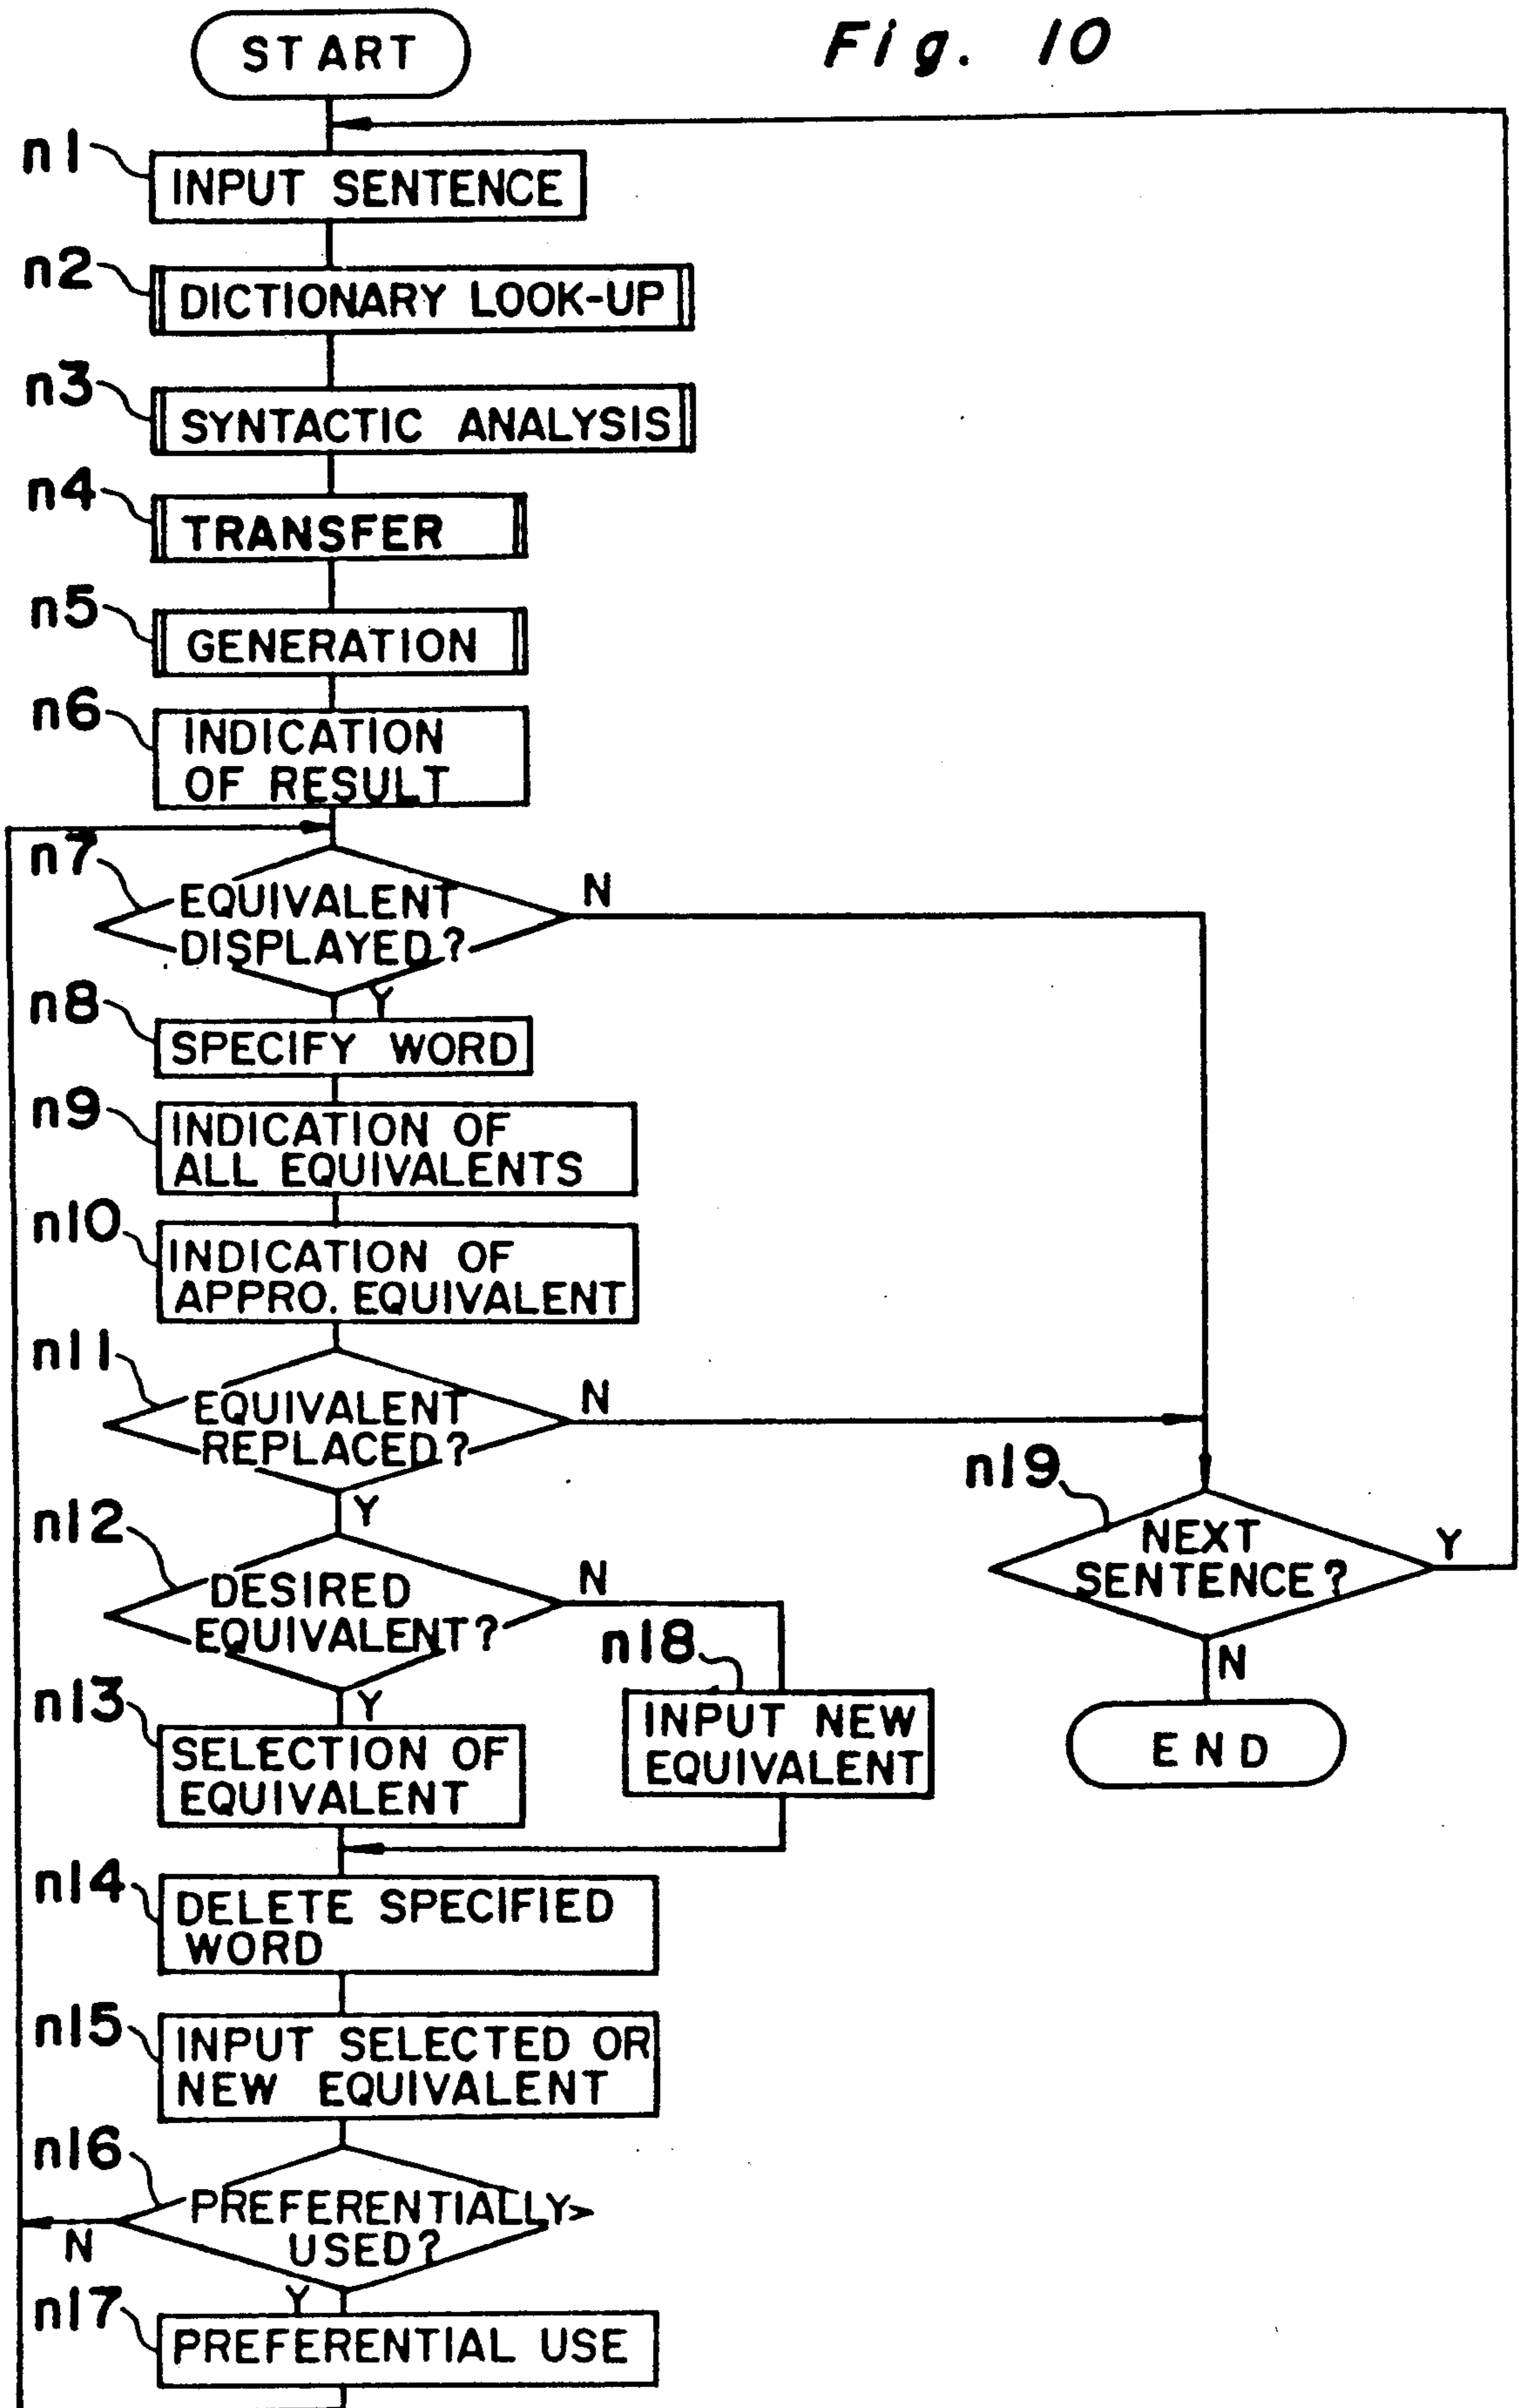 START
Fig. 10
n1
INPUT SENTENCE
n2
DICTIONARY LOOK-UP
n3
SYNTACTIC ANALYSIS
n4
TRANSFER
n5
GENERATION
n6
INDICATION
OF RESULT
n7
EQUIVALENT
DISPLAYED?
N
Y
n8
SPECIFY WORD
n9
INDICATION OF
ALL EQUIVALENTS
n10
INDICATION OF
APPRO. EQUIVALENT
n11
EQUIVALENT
REPLACED?
N
Y
n12
DESIRED
EQUIVALENT?
N
Y
n13
SELECTION OF
EQUIVALENT
n18
INPUT NEW
EQUIVALENT
n19
NEXT
SENTENCE?
Y
N
END
n14
DELETE SPECIFIED
WORD
n15
INPUT SELECTED OR
NEW EQUIVALENT
n16
PREFERENTIALLY
USED?
N
Y
n17
PREFERENTIAL USE